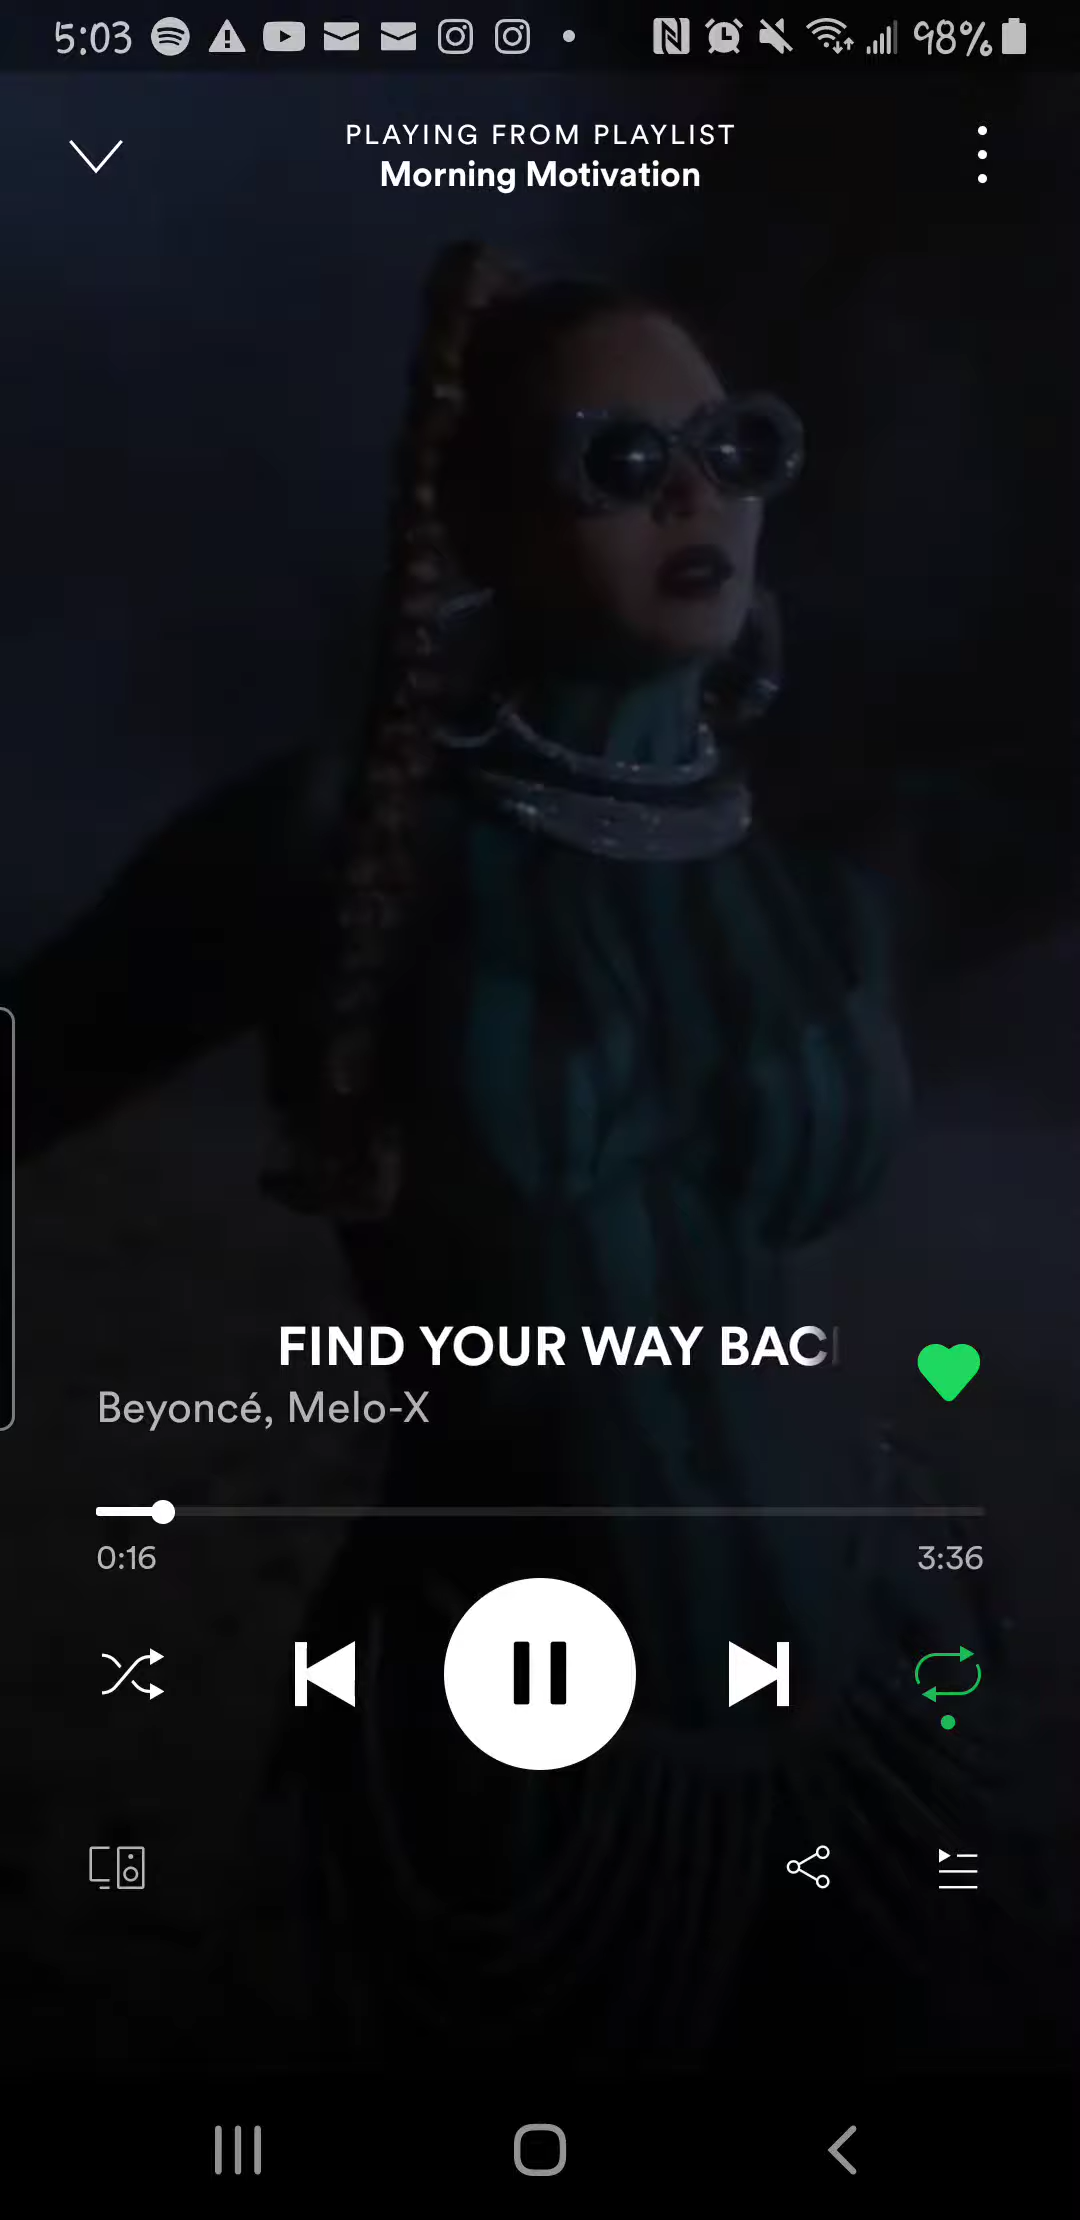 5:03 98%
PLAYING FROM PLAYLIST
Morning Motivation
FIND YOUR WAY BAC
Beyoncé, Melo-X
0:16 3:36